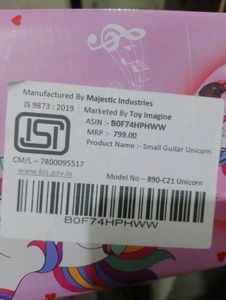 Manufactured By Majestic Industries
IS 9873 : 2019 Marketed By Toy Imagine
ASIN :- B0F74HPHWW
MRP :- 799.00
Product Name :- Small Guitar Unicorn
ISI
CM/L – 7800095517
www.bis.gov.in
Model No – 890-C21 Unicorn
B0F74HPHWW